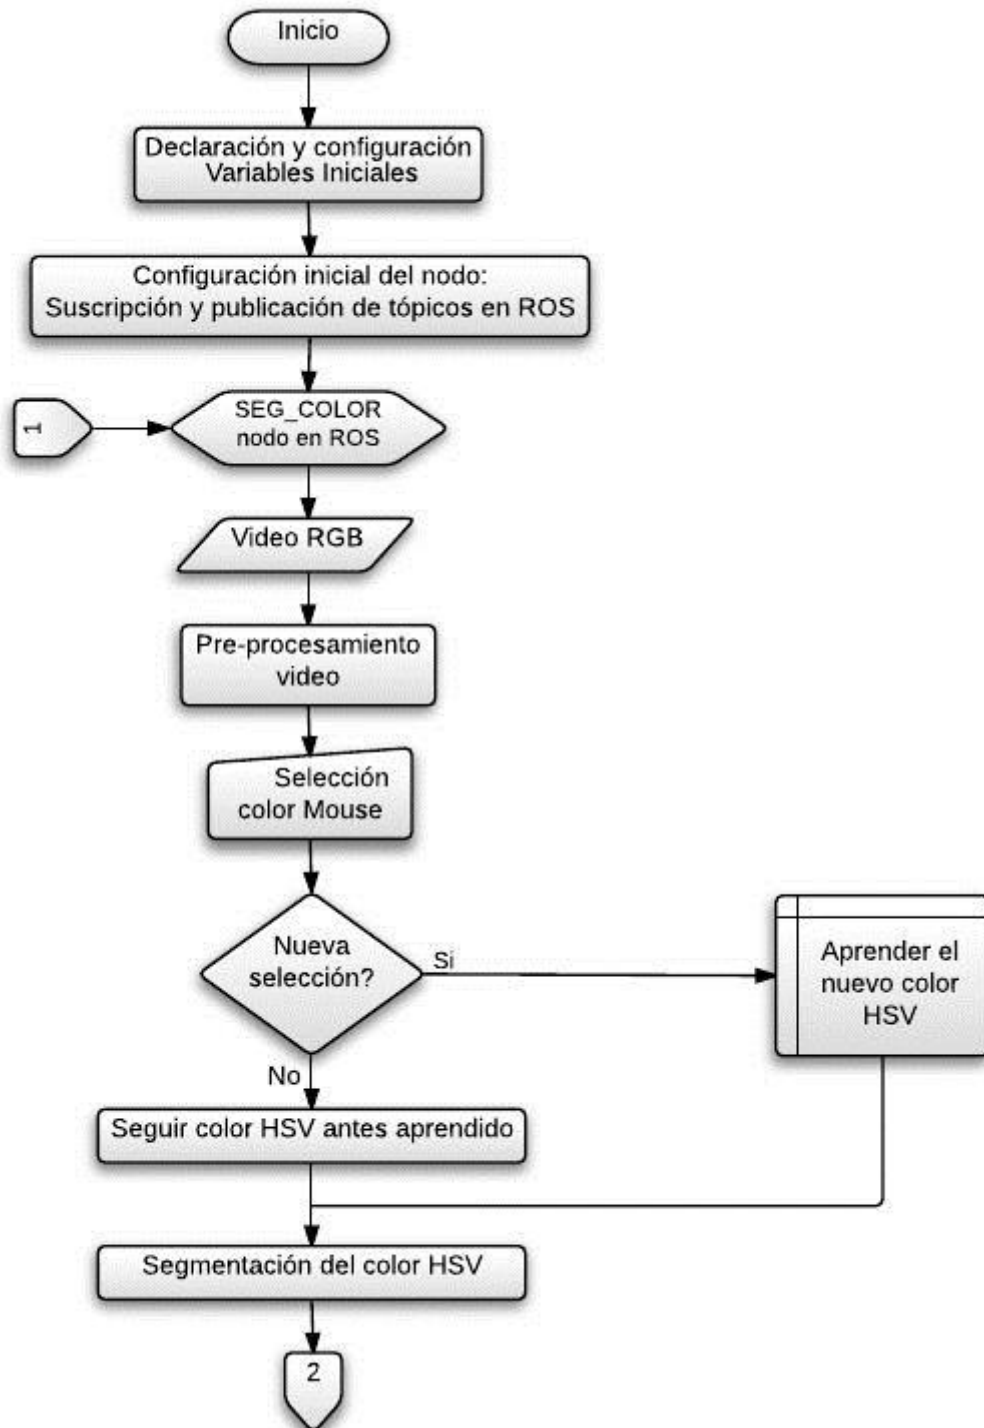 Inicio
Declaración y configuración
Variables Iniciales
Configuración inicial del nodo:
Suscripción y publicación de tópicos en ROS
1
SEG_COLOR
nodo en ROS
Video RGB
Pre-procesamiento
video
Selección
color Mouse
Nueva
selección?
Si
Aprender el
nuevo color
HSV
No
Seguir color HSV antes aprendido
Segmentación del color HSV
2